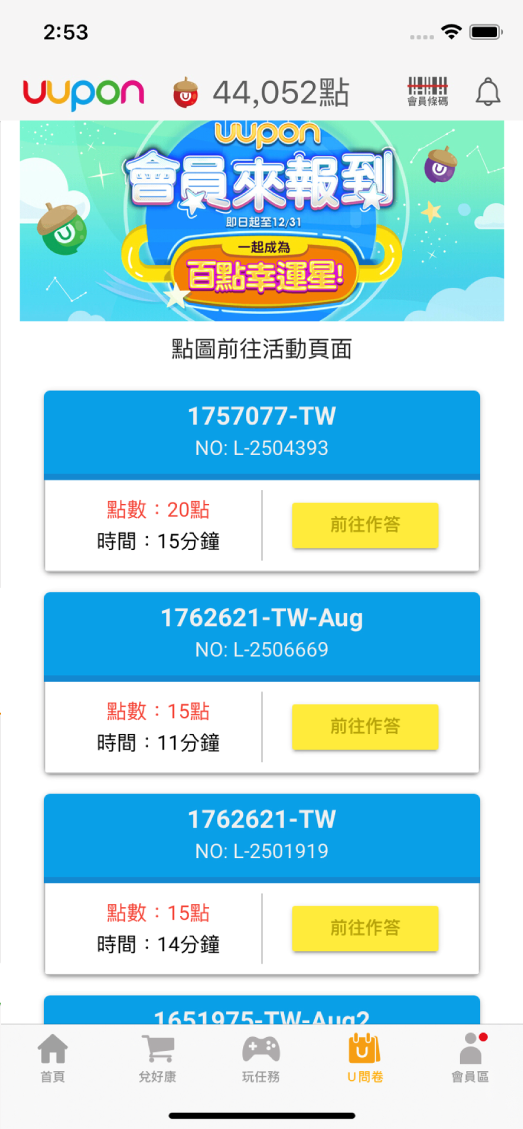 2:53
uupon
44,052點
會員條碼
uupon
會員來報到
即日起至12/31
一起成為
百點幸運星!
點圖前往活動頁面
1757077-TW
NO: L-2504393
點數：20點
時間：15分鐘
前往作答
1762621-TW-Aug
NO: L-2506669
點數：15點
時間：11分鐘
前往作答
1762621-TW
NO: L-2501919
點數：15點
時間：14分鐘
前往作答
1651975-TW-Aug2
首頁
兌好康
玩任務
U問卷
會員區